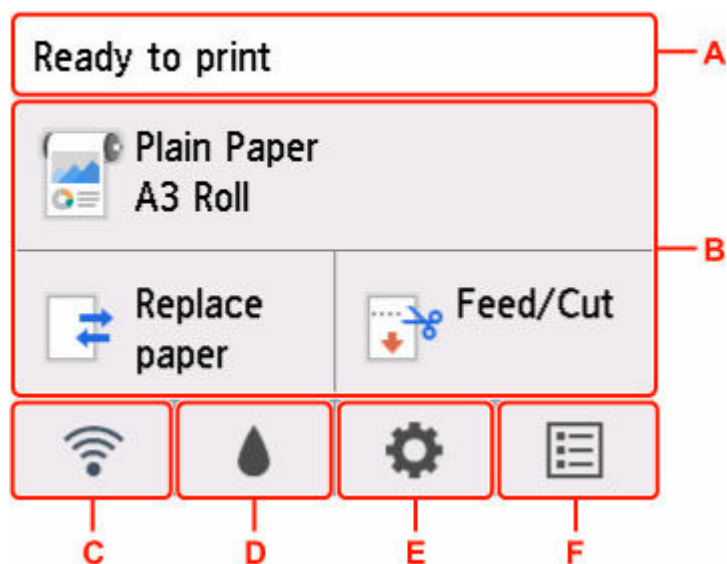 Ready to print
A
Plain Paper
A3 Roll
B
Replace
paper
Feed/Cut
C
D
E
F